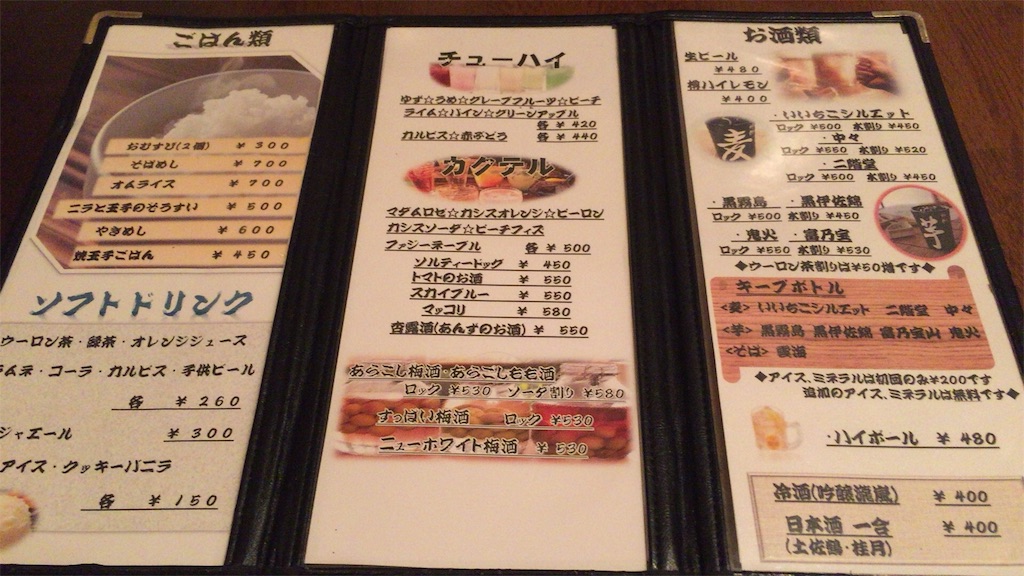 ごはん類
おむすび(2個) ¥300
そばめし ¥700
オムライス ¥700
ニラと玉子のぞうすい ¥500
やきめし ¥600
焼玉子ごはん ¥450
ソフトドリンク
ウーロン茶・緑茶・オレンジジュース
ラムネ・コーラ・カルピス・子供ビール
各 ¥260
ジャエール
¥300
アイス・クッキーバニラ
各 ¥150
チューハイ
ゆず☆うめ☆グレープフルーツ☆ピーチ
ライム☆パイン☆グリーンアップル
各 ¥420
カルピス☆赤ぶどう 各 ¥440
カクテル
マダムロゼ☆カシスオレンジ☆ピーロン
カシスソーダ☆ピーチフィズ
ファジーネーブル 各 ¥500
ソルティードック ¥450
トマトのお酒 ¥550
スカイブルー ¥550
マッコリ ¥580
杏露酒(あんずのお酒) ¥550
あらごし梅酒・あらごしもも酒
ロック ¥530 ソーダ割り ¥580
すっぱい梅酒 ロック ¥530
ニューホワイト梅酒 ¥530
お酒類
生ビール
¥480
樽ハイレモン
¥400
麦
・いいちこシルエット
ロック ¥500 水割り ¥450
・中々
ロック ¥550 水割り ¥520
・二階堂
ロック ¥500 水割り ¥450
・黒霧島 ・黒伊佐錦
ロック ¥500 水割り ¥450
・鬼火 ・富乃宝
ロック ¥550 水割り ¥530
芋
◆ウーロン茶割りは¥50増です◆
キープボトル
<麦> いいちこシルエット 二階堂 中々
<芋> 黒霧島 黒伊佐錦 富乃宝山 鬼火
<そば> 雲海
◆アイス、ミネラルは初回のみ¥200です
追加のアイス、ミネラルは無料です◆
・ハイボール ¥480
冷酒(吟醸瀧嵐) ¥400
日本酒 一合 ¥400
(土佐鶴・桂月)